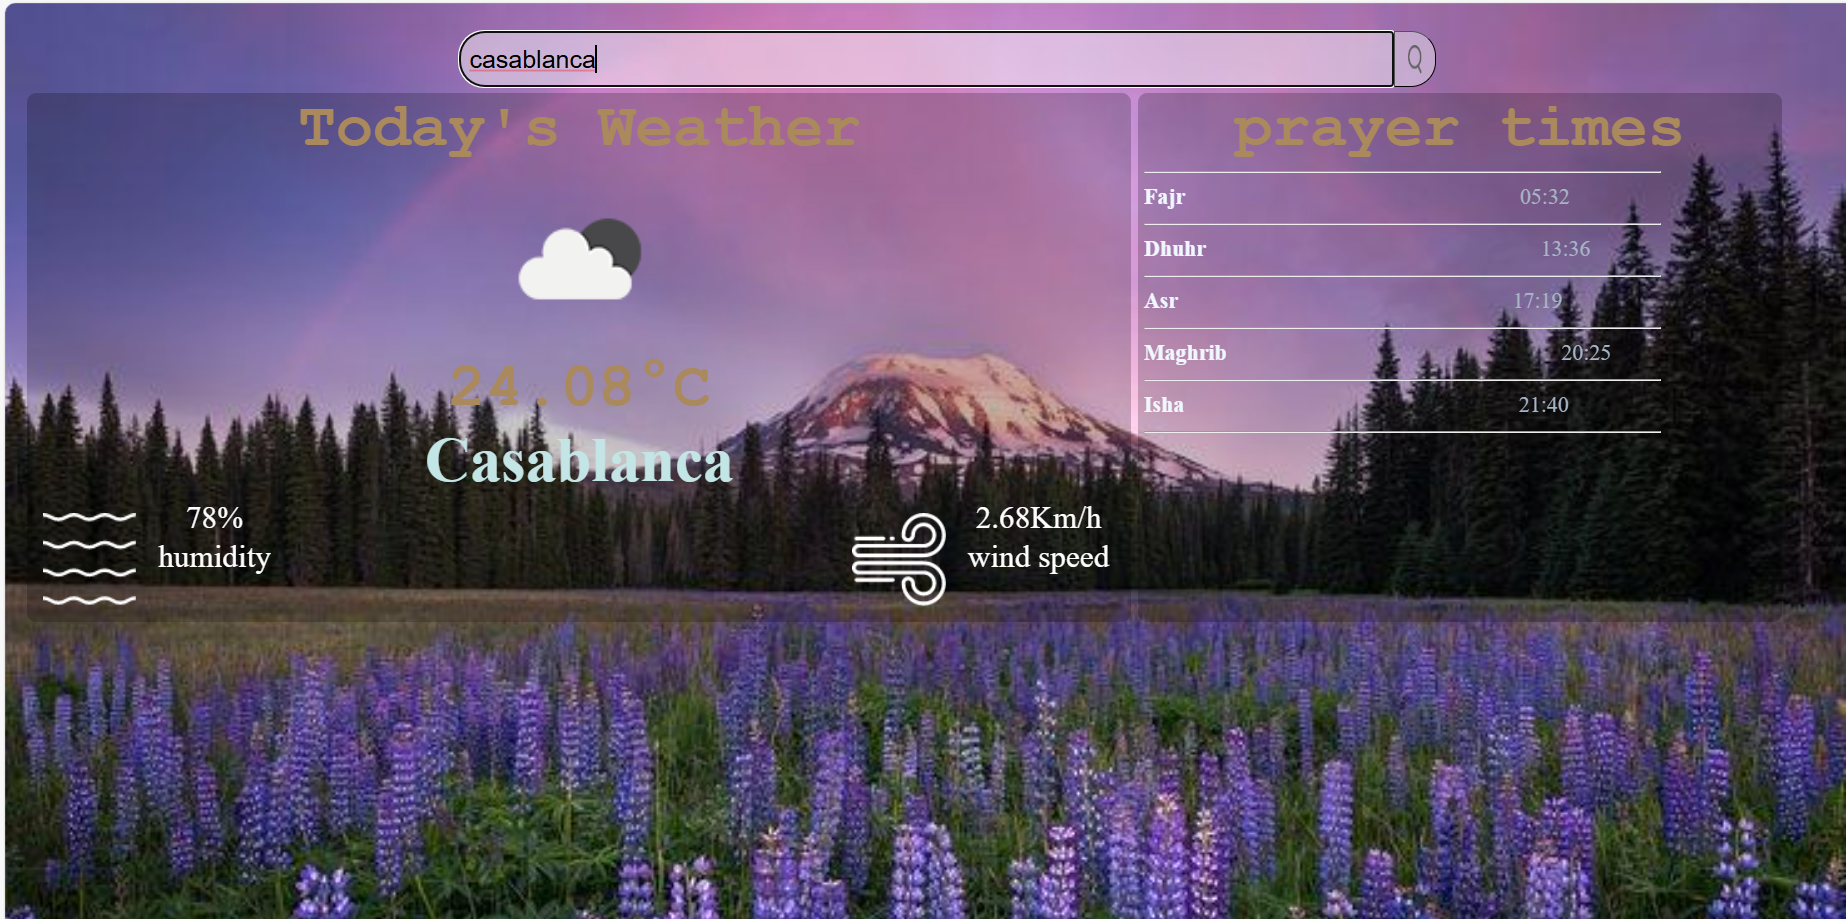 casablanca
Today's Weather
24.08°C
Casablanca
78%
humidity
2.68Km/h
wind speed
prayer times
Fajr 05:32
Dhuhr 13:36
Asr 17:19
Maghrib 20:25
Isha 21:40